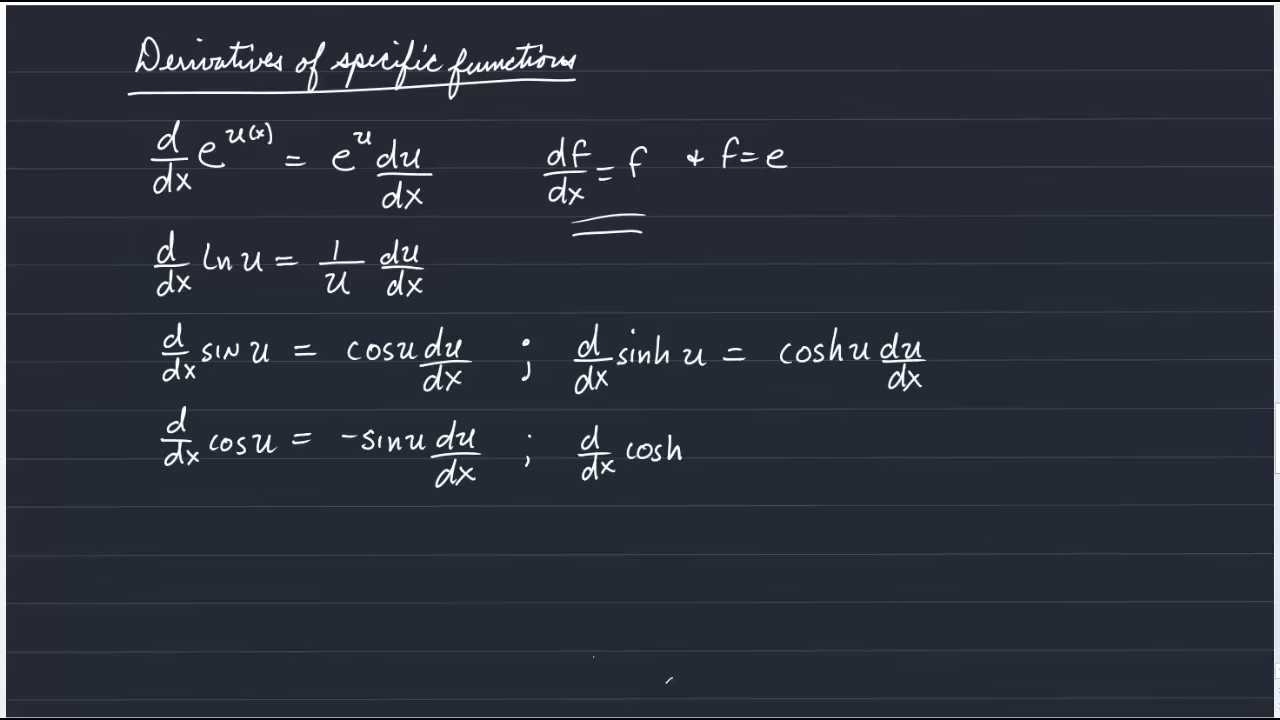 Derivatives of specific functions
d/dx e^u(x) = e^u du/dx    df/dx = f + f = e
d/dx ln u = 1/u du/dx
d/dx sin u = cos u du/dx ; d/dx sinh u = cosh u du/dx
d/dx cos u = -sin u du/dx ; d/dx cosh